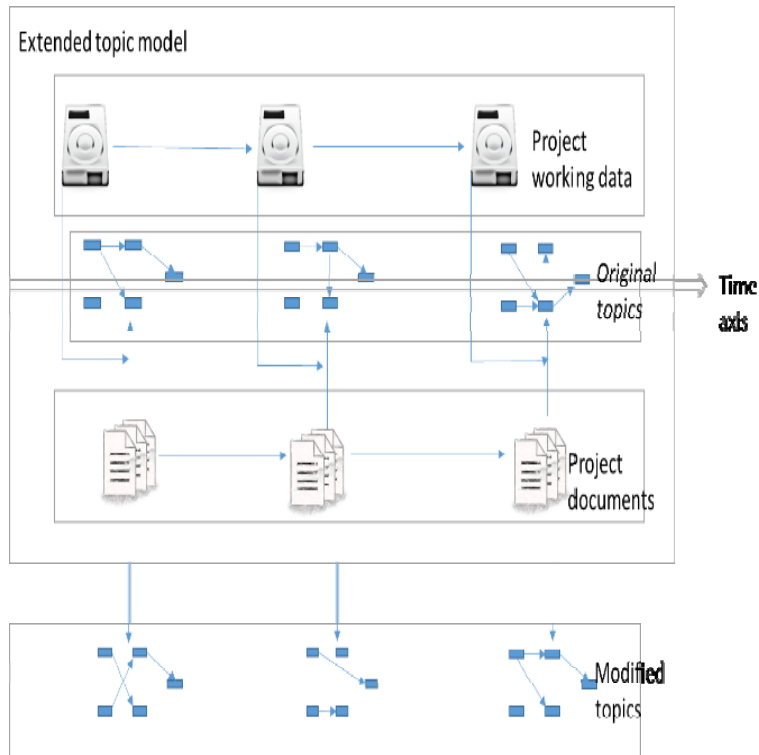 Extended topic model
Project
working data
Original
topics
Time
axis
Project
documents
Modified
topics